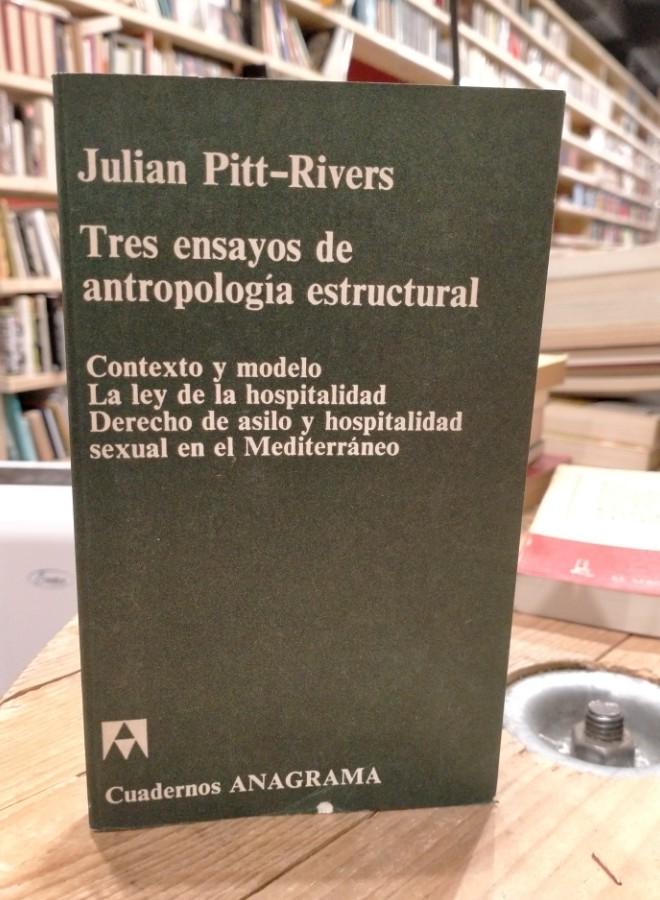 Julian Pitt-Rivers
Tres ensayos de
antropología estructural
Contexto y modelo
La ley de la hospitalidad
Derecho de asilo y hospitalidad
sexual en el Mediterráneo
Cuadernos ANAGRAMA